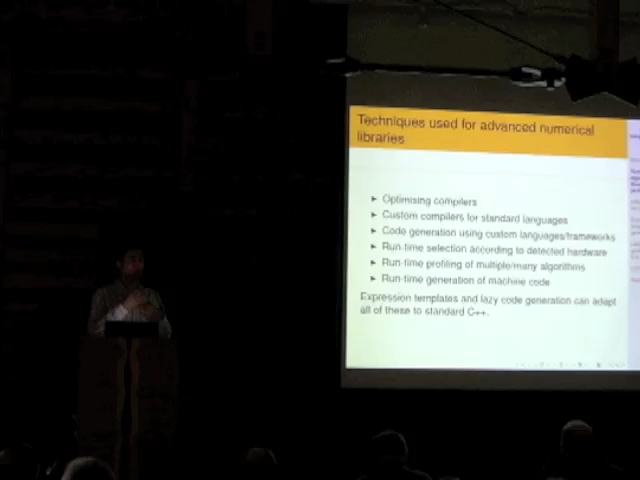 Techniques used for advanced numerical
libraries
Optimising compilers
Custom compilers for standard languages
Code generation using custom languages/frameworks
Run-time selection according to detected hardware
Run-time profiling of multiple/many algorithms
Run-time generation of machine code
Expression templates and lazy code generation can adapt
all of these to standard C++.